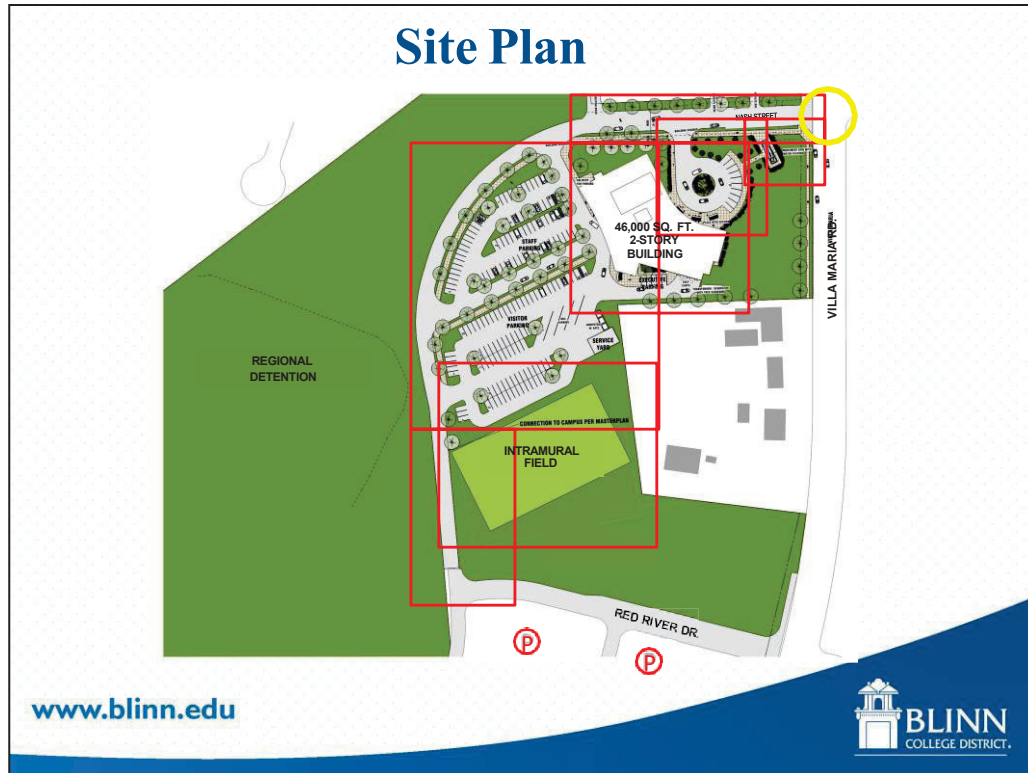 Site Plan
NASH STREET
46,000 SQ. FT.
2-STORY
BUILDING
STAFF
PARKING
EXECUTIVE
PARKING
VILLA MARIA RD.
VISITOR
PARKING
SERVICE
YARD
REGIONAL
DETENTION
CONNECTION TO CAMPUS PER MASTERPLAN
INTRAMURAL
FIELD
RED RIVER DR.
P
P
www.blinn.edu
BLINN
COLLEGE DISTRICT.